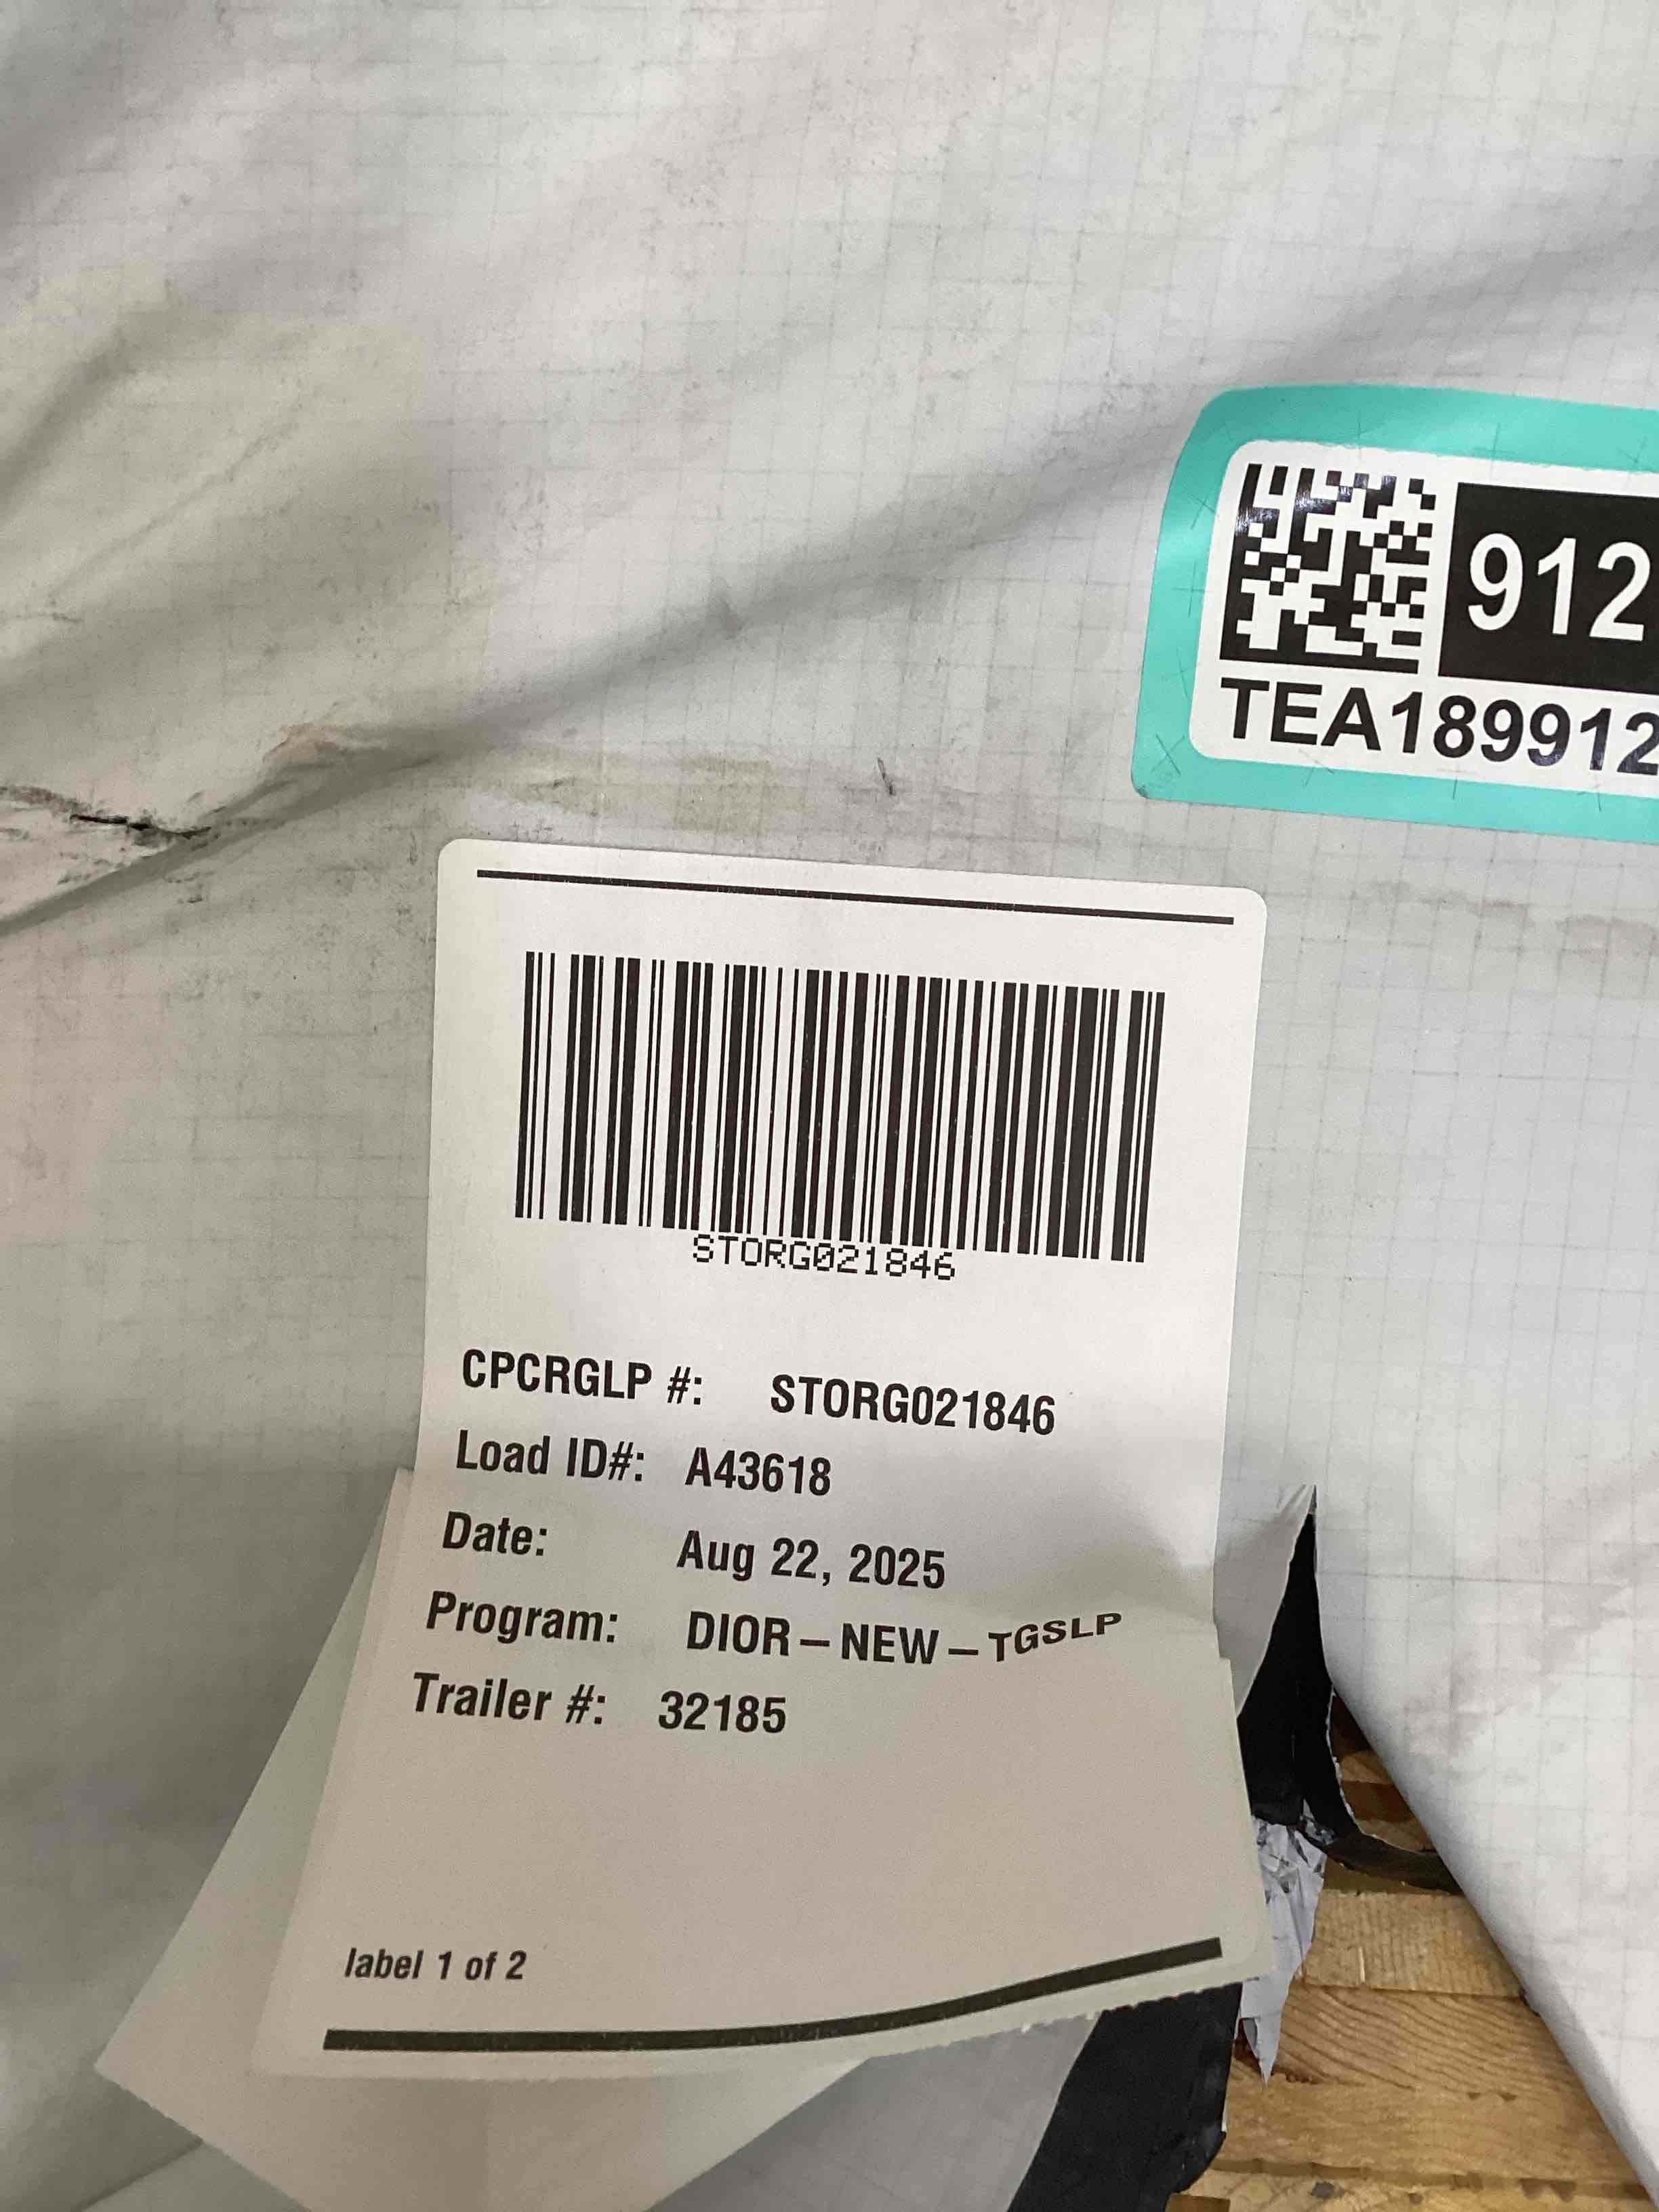 912
TEA189912
STORG021846
CPCRGLP #: STORG021846
Load ID#: A43618
Date: Aug 22, 2025
Program: DIOR – NEW – TGSLP
Trailer #: 32185
label 1 of 2